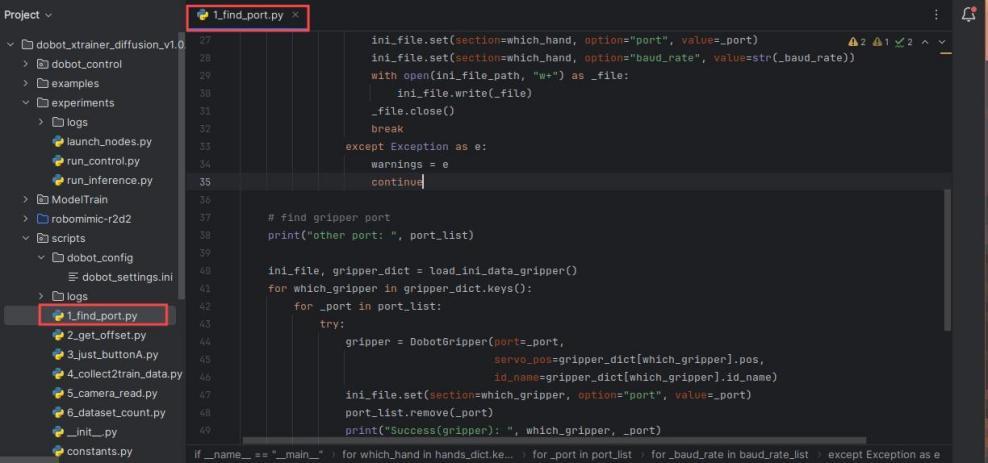 Project
dobot_xtrainer_diffusion_v1.0
dobot_control
examples
experiments
logs
launch_nodes.py
run_control.py
run_inference.py
ModelTrain
robomimic-r2d2
scripts
dobot_config
dobot_settings.ini
logs
1_find_port.py
2_get_offset.py
3_just_buttonA.py
4_collect2train_data.py
5_camera_read.py
6_dataset_count.py
__init__.py
constants.py
1_find_port.py ×
2 1 2
27 ini_file.set(section=which_hand, option="port", value=_port)
28 ini_file.set(section=which_hand, option="baud_rate", value=str(_baud_rate))
29 with open(ini_file_path, "w+") as _file:
30 ini_file.write(_file)
31 _file.close()
32 break
33 except Exception as e:
34 warnings = e
35 continue
36
37 # find gripper port
38 print("other port: ", port_list)
39
40 ini_file, gripper_dict = load_ini_data_gripper()
41 for which_gripper in gripper_dict.keys():
42 for _port in port_list:
43 try:
44 gripper = DobotGripper(port=_port,
45 servo_pos=gripper_dict[which_gripper].pos,
46 id_name=gripper_dict[which_gripper].id_name)
47 ini_file.set(section=which_gripper, option="port", value=_port)
48 port_list.remove(_port)
49 print("Success(gripper): ", which_gripper, _port)
if __name__ == "__main__" › for which_hand in hands_dict.ke... › for _port in port_list › for _baud_rate in baud_rate_list › except Exception as e